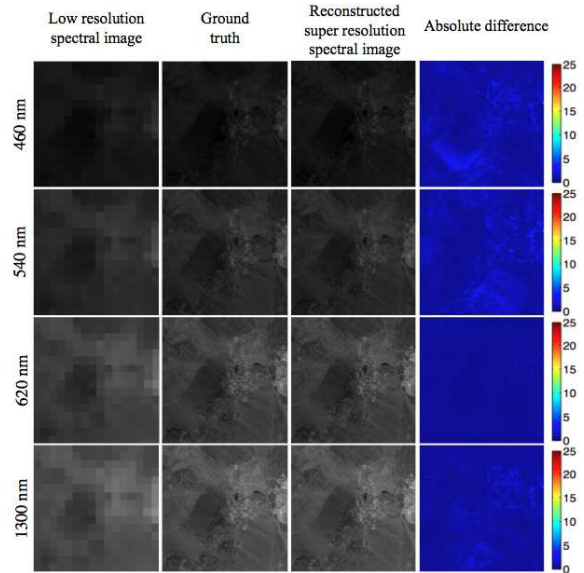 Low resolution
spectral image
Ground
truth
Reconstructed
super resolution
spectral image
Absolute difference
460 nm
25
20
15
10
5
0
540 nm
25
20
15
10
5
0
620 nm
25
20
15
10
5
0
1300 nm
25
20
15
10
5
0